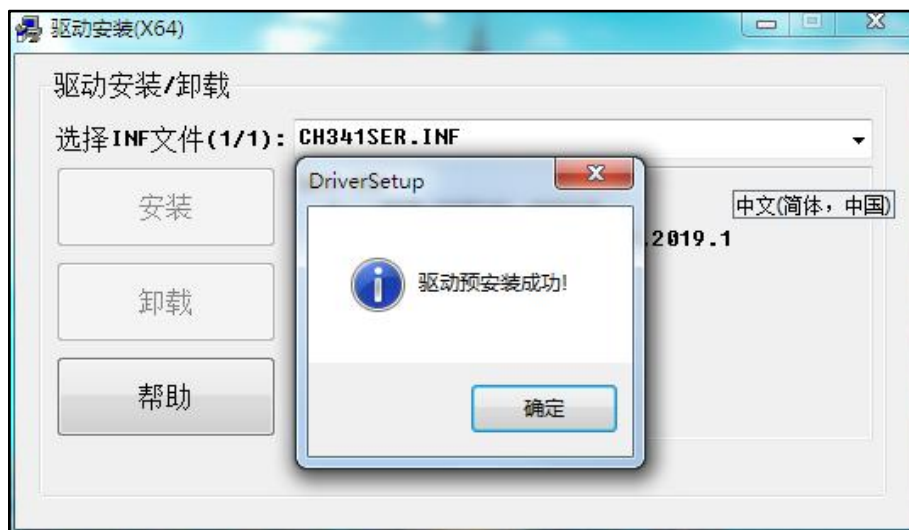 驱动安装(X64)
驱动安装/卸载
选择INF文件(1/1):
CH341SER.INF
安装
卸载
帮助
DriverSetup
驱动预安装成功!
确定
中文(简体，中国)
.2019.1